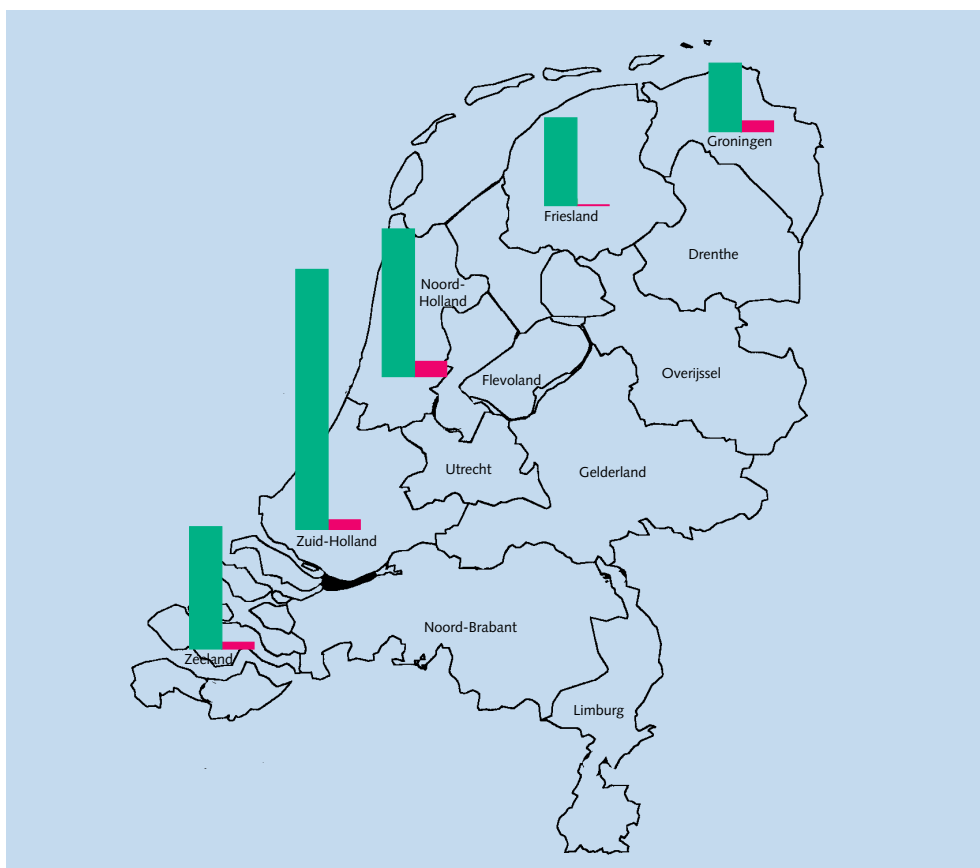 Groningen
Friesland
Drenthe
Noord-
Holland
Flevoland
Overijssel
Utrecht
Gelderland
Zuid-Holland
Noord-Brabant
Zeeland
Limburg